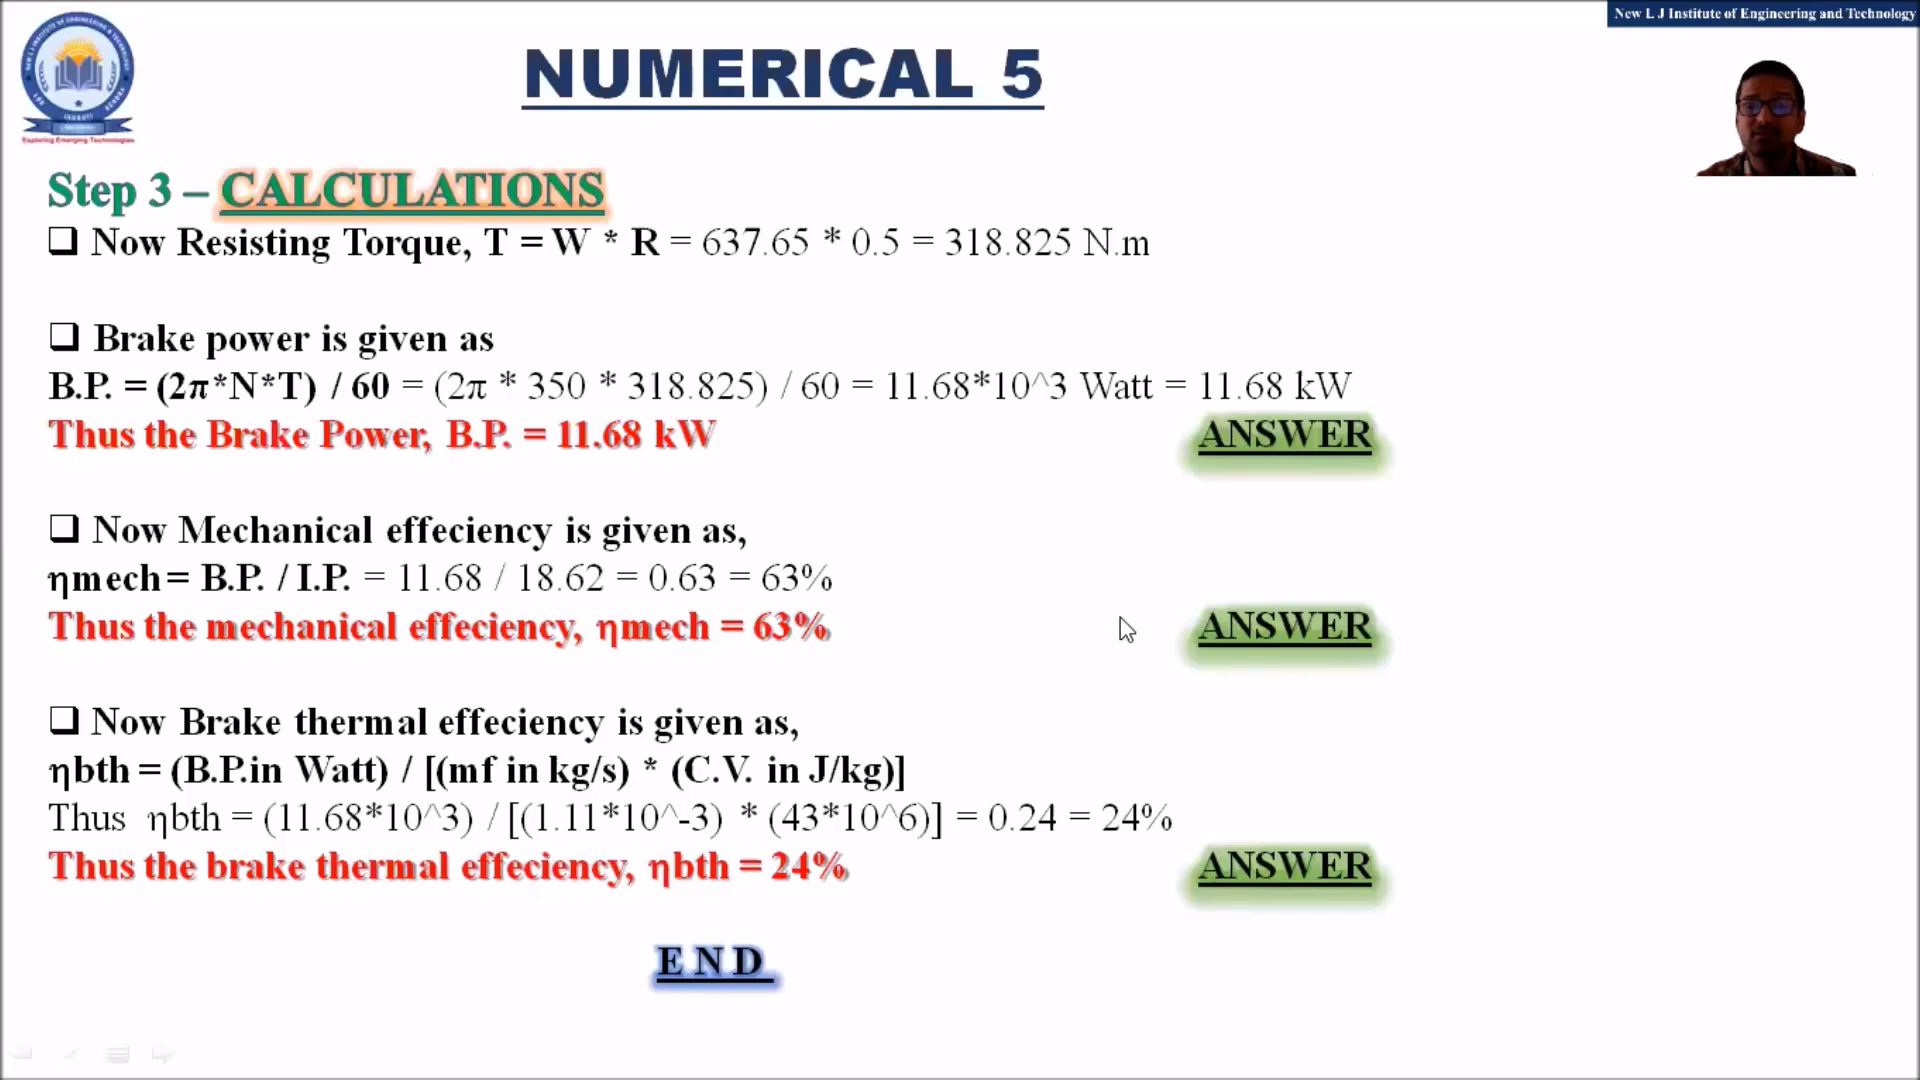 New L J Institute of Engineering and Technology
NUMERICAL 5
Exploring Emerging Technologies
Step 3 – CALCULATIONS
❑ Now Resisting Torque, T = W * R = 637.65 * 0.5 = 318.825 N.m
❑ Brake power is given as
B.P. = (2π*N*T) / 60 = (2π * 350 * 318.825) / 60 = 11.68*10^3 Watt = 11.68 kW
Thus the Brake Power, B.P. = 11.68 kW ANSWER
❑ Now Mechanical effeciency is given as,
ηmech = B.P. / I.P. = 11.68 / 18.62 = 0.63 = 63%
Thus the mechanical effeciency, ηmech = 63% ANSWER
❑ Now Brake thermal effeciency is given as,
ηbth = (B.P.in Watt) / [(mf in kg/s) * (C.V. in J/kg)]
Thus ηbth = (11.68*10^3) / [(1.11*10^-3) * (43*10^6)] = 0.24 = 24%
Thus the brake thermal effeciency, ηbth = 24% ANSWER
E N D